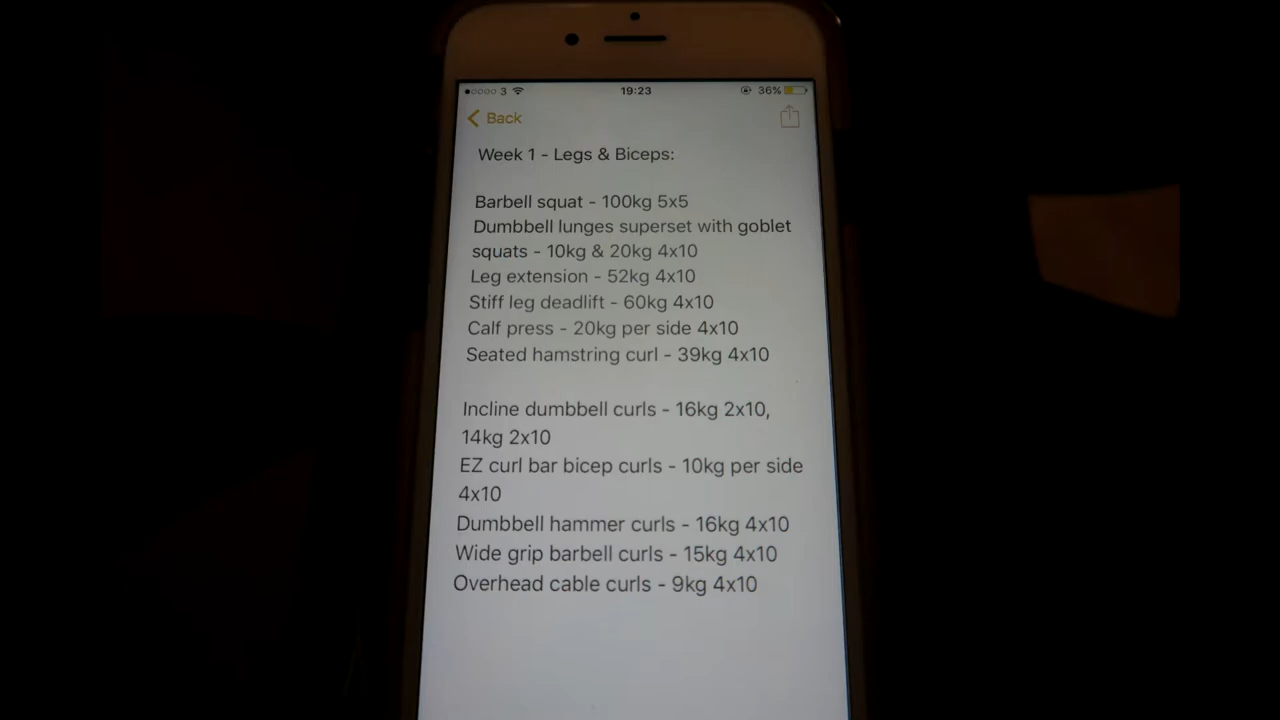 3 19:23 36%
Back
Week 1 - Legs & Biceps:
Barbell squat - 100kg 5x5
Dumbbell lunges superset with goblet
squats - 10kg & 20kg 4x10
Leg extension - 52kg 4x10
Stiff leg deadlift - 60kg 4x10
Calf press - 20kg per side 4x10
Seated hamstring curl - 39kg 4x10
Incline dumbbell curls - 16kg 2x10,
14kg 2x10
EZ curl bar bicep curls - 10kg per side
4x10
Dumbbell hammer curls - 16kg 4x10
Wide grip barbell curls - 15kg 4x10
Overhead cable curls - 9kg 4x10